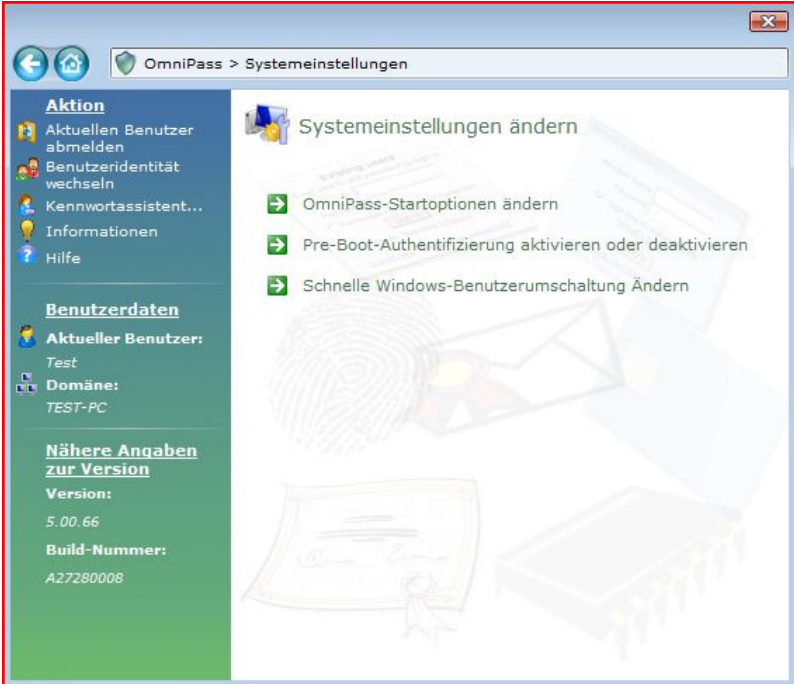 OmniPass > Systemeinstellungen
Aktion
Aktuellen Benutzer
abmelden
Benutzeridentität
wechseln
Kennwortassistent...
Informationen
Hilfe
Benutzerdaten
Aktueller Benutzer:
Test
Domäne:
TEST-PC
Nähere Angaben
zur Version
Version:
5.00.66
Build-Nummer:
A27280008
Systemeinstellungen ändern
OmniPass-Startoptionen ändern
Pre-Boot-Authentifizierung aktivieren oder deaktivieren
Schnelle Windows-Benutzerumschaltung Ändern